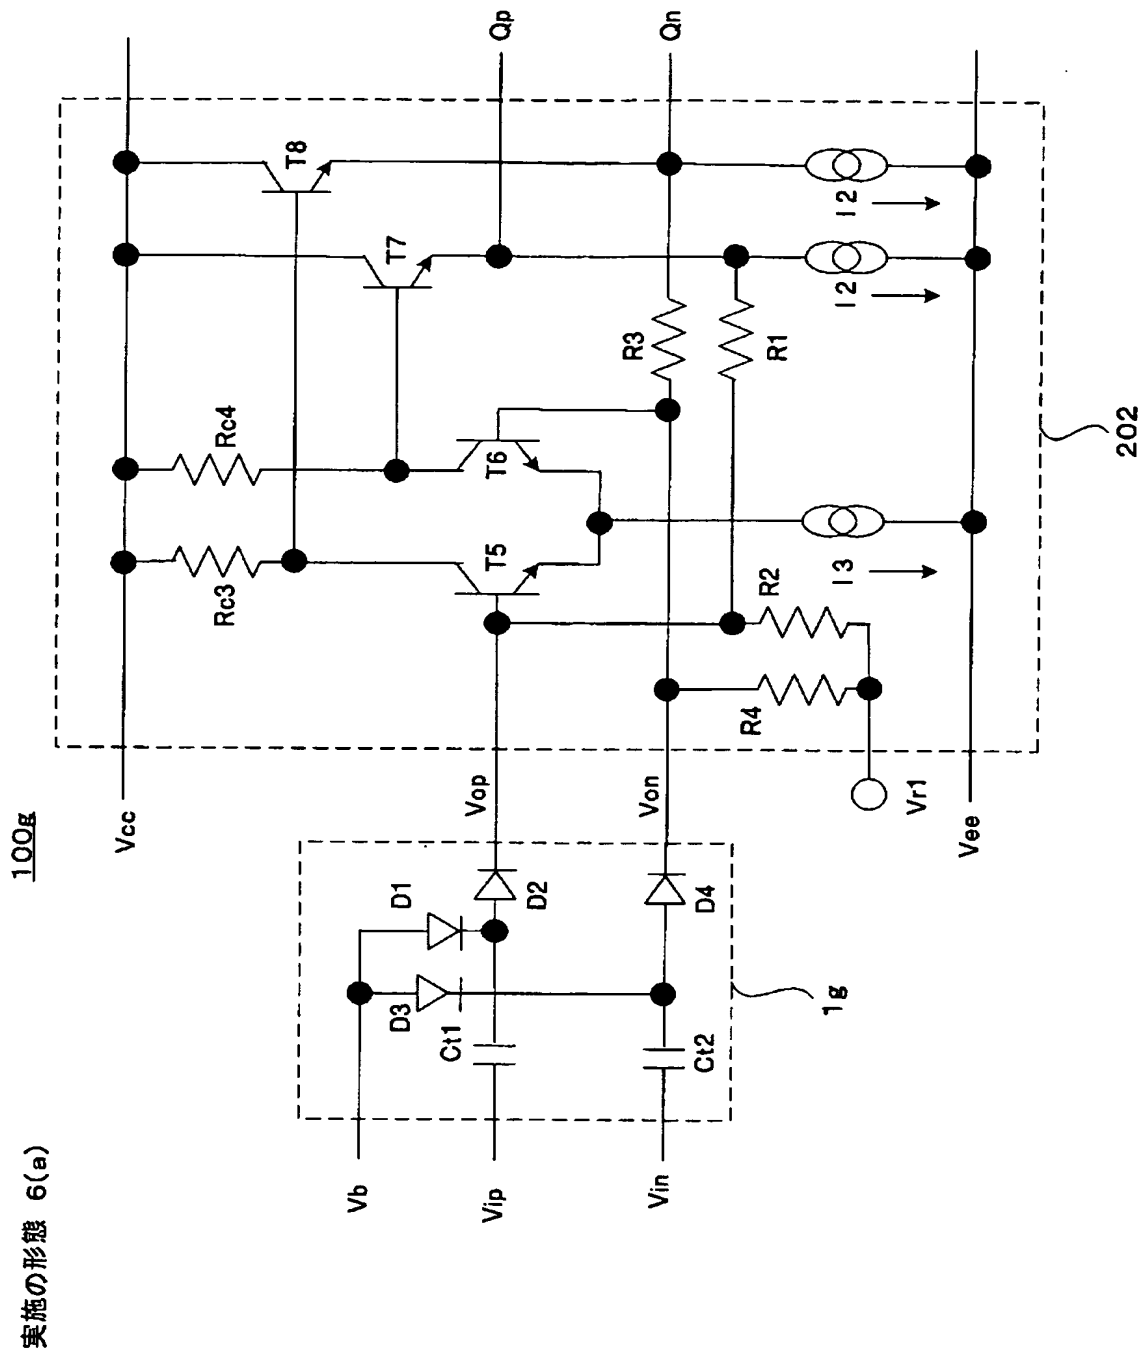 実施の形態 6(a)
100g
Vcc
Rc3
Rc4
T8
T7
Qp
T5
T6
Qn
R3
R1
I2
I2
I3
R2
R4
Vr1
Vee
202
Vop
Von
D1
D2
D3
D4
Ct1
Ct2
Vb
Vip
Vin
1g